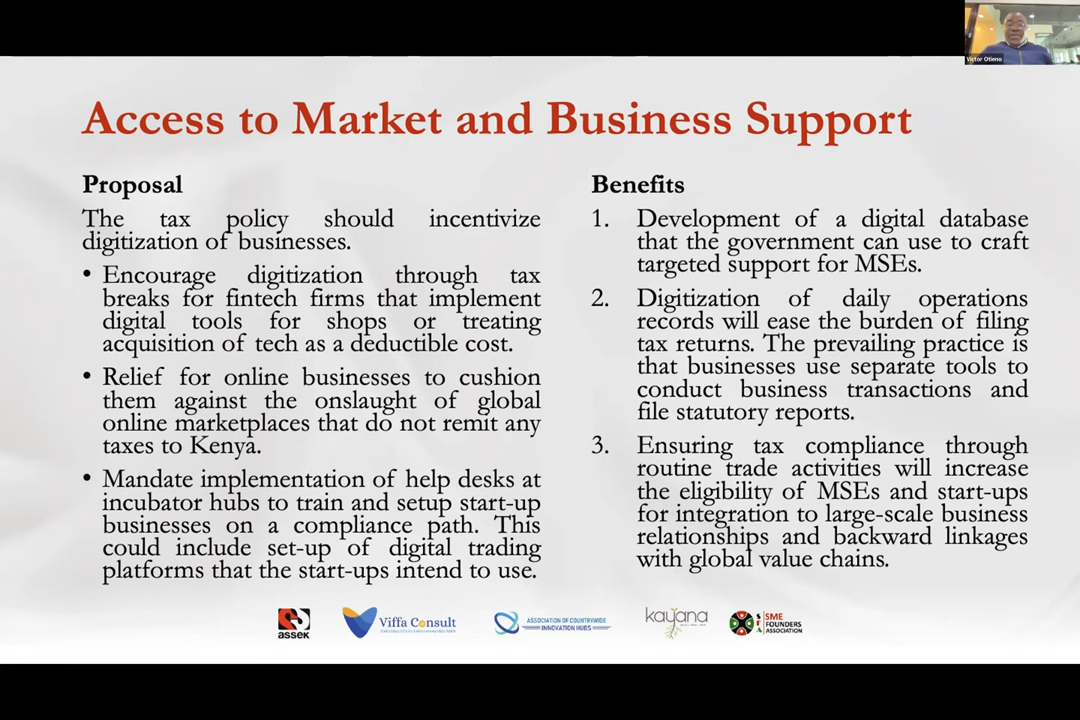 Victor Otieno
Access to Market and Business Support
Proposal
The tax policy should incentivize
digitization of businesses.
• Encourage digitization through tax
breaks for fintech firms that implement
digital tools for shops or treating
acquisition of tech as a deductible cost.
• Relief for online businesses to cushion
them against the onslaught of global
online marketplaces that do not remit any
taxes to Kenya.
• Mandate implementation of help desks at
incubator hubs to train and setup start-up
businesses on a compliance path. This
could include set-up of digital trading
platforms that the start-ups intend to use.
Benefits
1. Development of a digital database
that the government can use to craft
targeted support for MSEs.
2. Digitization of daily operations
records will ease the burden of filing
tax returns. The prevailing practice is
that businesses use separate tools to
conduct business transactions and
file statutory reports.
3. Ensuring tax compliance through
routine trade activities will increase
the eligibility of MSEs and start-ups
for integration to large-scale business
relationships and backward linkages
with global value chains.
assek
Viffa Consult
ASSOCIATION OF COUNTRYWIDE
INNOVATION HUBS
kayana
SFA
SME
FOUNDERS
ASSOCIATION